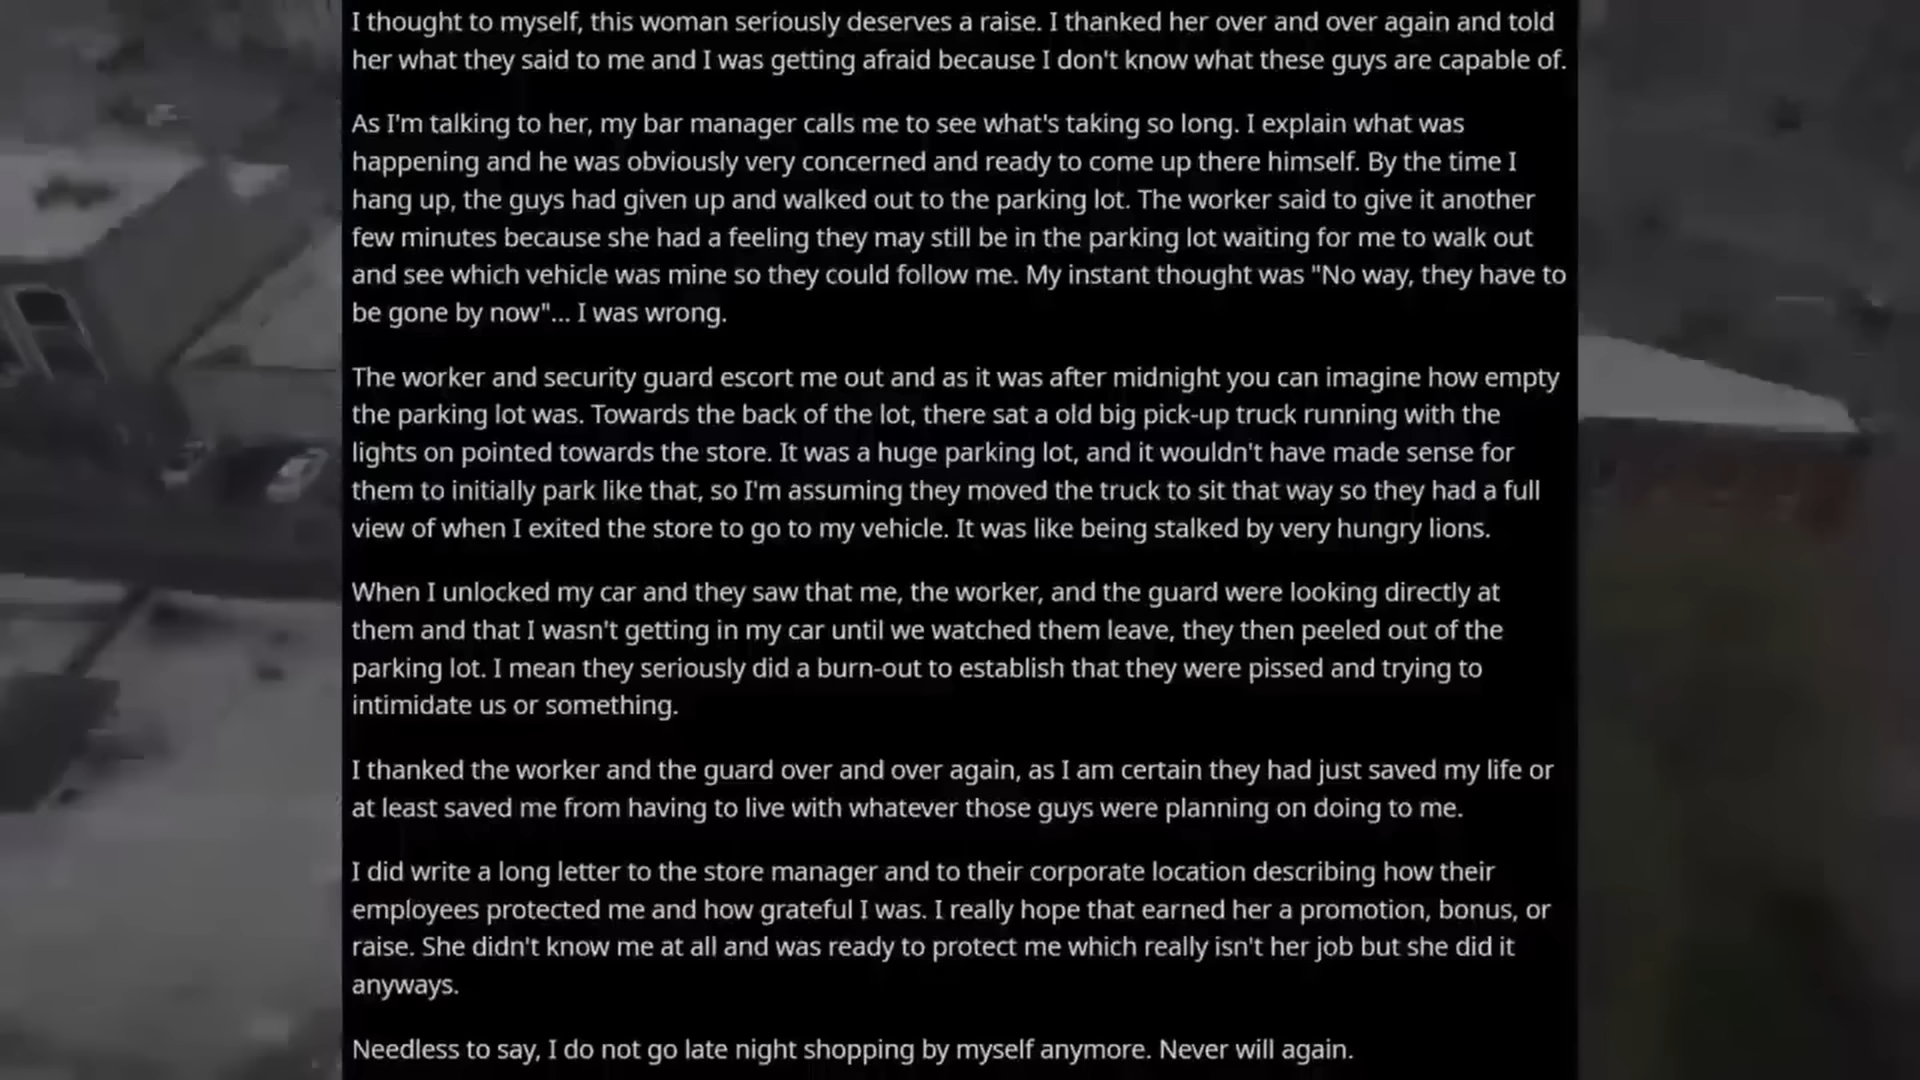 I thought to myself, this woman seriously deserves a raise. I thanked her over and over again and told
her what they said to me and I was getting afraid because I don't know what these guys are capable of.
As I'm talking to her, my bar manager calls me to see what's taking so long. I explain what was
happening and he was obviously very concerned and ready to come up there himself. By the time I
hang up, the guys had given up and walked out to the parking lot. The worker said to give it another
few minutes because she had a feeling they may still be in the parking lot waiting for me to walk out
and see which vehicle was mine so they could follow me. My instant thought was "No way, they have to
be gone by now"... I was wrong.
The worker and security guard escort me out and as it was after midnight you can imagine how empty
the parking lot was. Towards the back of the lot, there sat a old big pick-up truck running with the
lights on pointed towards the store. It was a huge parking lot, and it wouldn't have made sense for
them to initially park like that, so I'm assuming they moved the truck to sit that way so they had a full
view of when I exited the store to go to my vehicle. It was like being stalked by very hungry lions.
When I unlocked my car and they saw that me, the worker, and the guard were looking directly at
them and that I wasn't getting in my car until we watched them leave, they then peeled out of the
parking lot. I mean they seriously did a burn-out to establish that they were pissed and trying to
intimidate us or something.
I thanked the worker and the guard over and over again, as I am certain they had just saved my life or
at least saved me from having to live with whatever those guys were planning on doing to me.
I did write a long letter to the store manager and to their corporate location describing how their
employees protected me and how grateful I was. I really hope that earned her a promotion, bonus, or
raise. She didn't know me at all and was ready to protect me which really isn't her job but she did it
anyways.
Needless to say, I do not go late night shopping by myself anymore. Never will again.